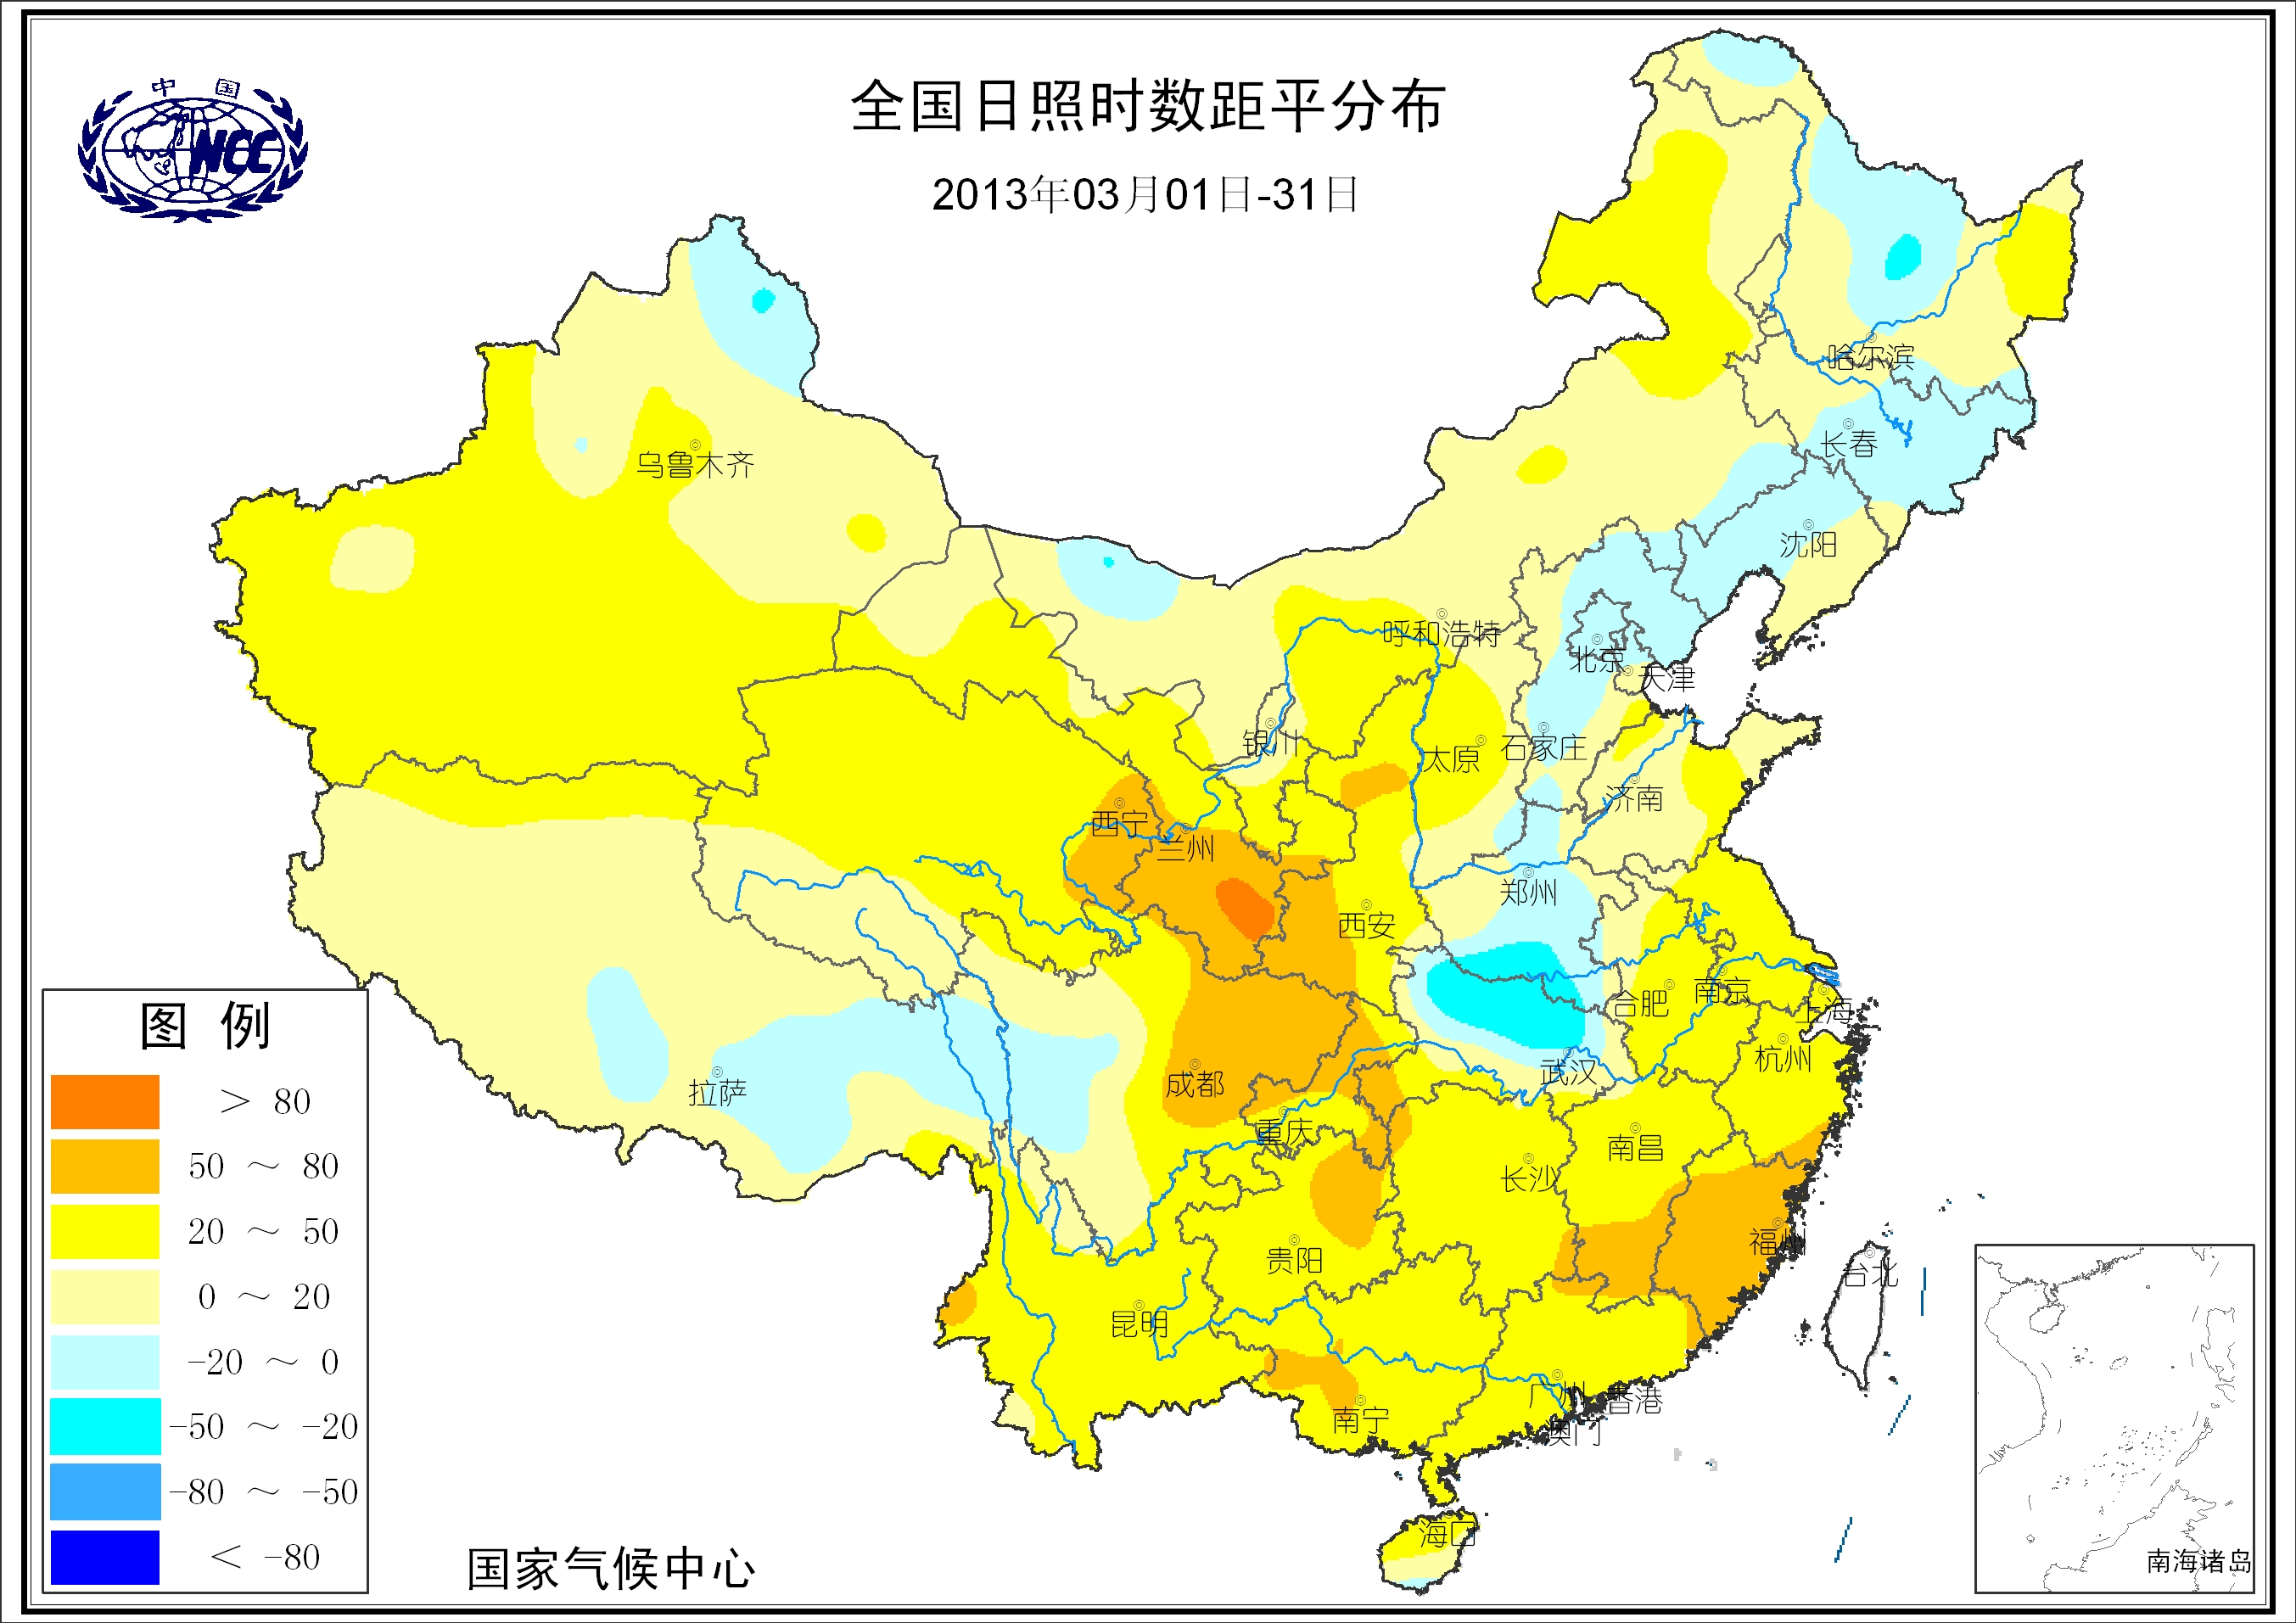 中 国
NCC
全国日照时数距平分布
2013年03月01日-31日
哈尔滨
长春
乌鲁木齐
沈阳
呼和浩特
北京
天津
银川
太原
石家庄
济南
西宁
兰州
郑州
西安
合肥
南京
上海
杭州
武汉
拉萨
成都
重庆
南昌
长沙
福州
贵阳
台北
昆明
广州
香港
南宁
澳门
海口
图 例
> 80
50 ~ 80
20 ~ 50
0 ~ 20
-20 ~ 0
-50 ~ -20
-80 ~ -50
< -80
国家气候中心
南海诸岛